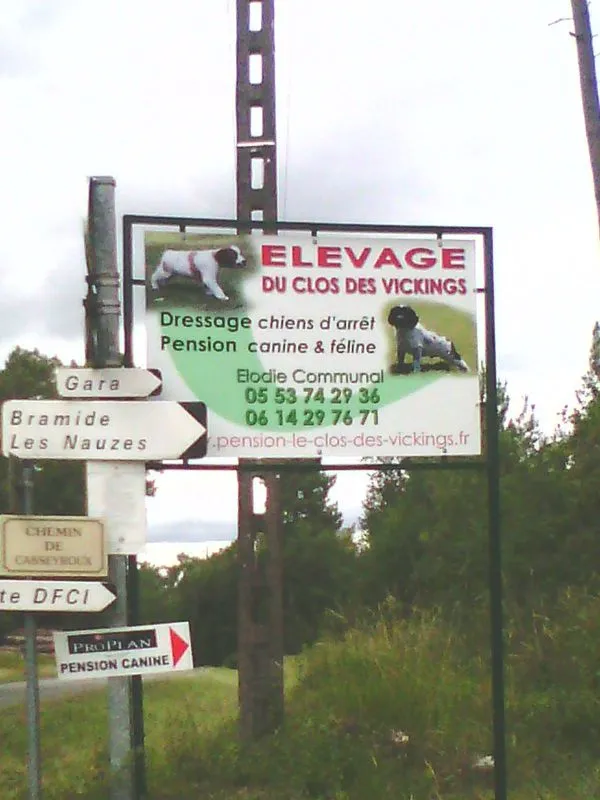 ELEVAGE
DU CLOS DES VICKINGS
Dressage chiens d'arrêt
Pension canine & féline
Elodie Communal
05 53 74 29 36
06 14 29 76 71
.pension-le-clos-des-vickings.fr
Gara
Bramide
Les Nauzes
CHEMIN
DE
CASSEYROUX
te DFCI
PROPLAN
PENSION CANINE